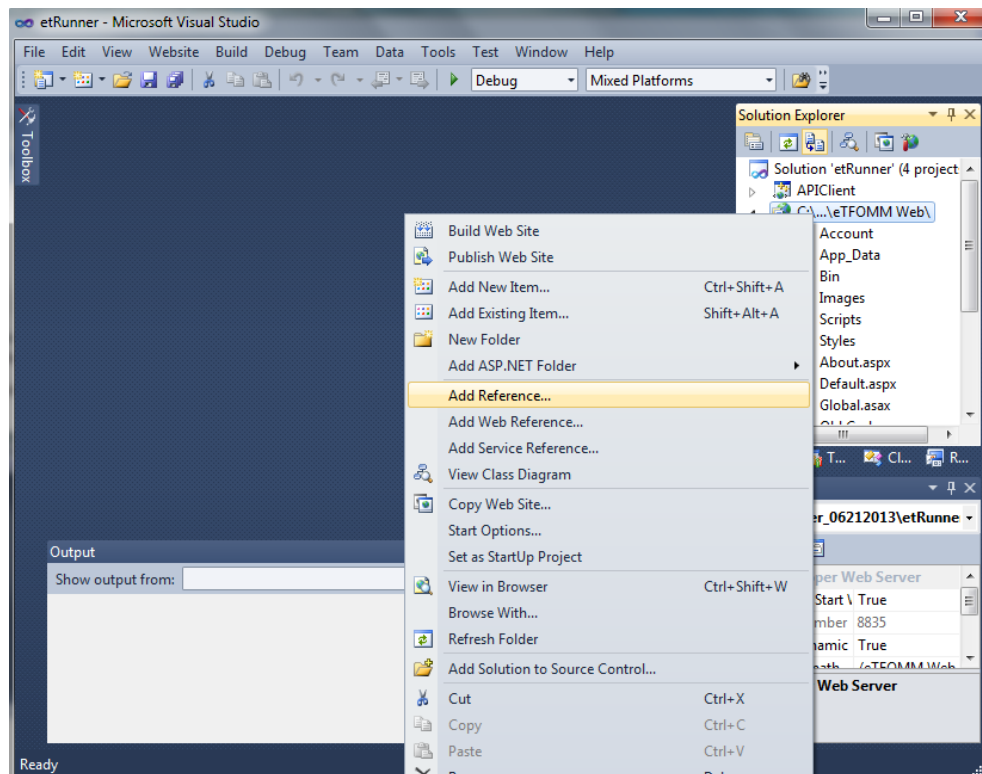 etRunner - Microsoft Visual Studio
File Edit View Website Build Debug Team Data Tools Test Window Help
Debug Mixed Platforms
Toolbox
Solution Explorer
Solution 'etRunner' (4 project
APIClient
C:\...\eTFOMM Web\
Account
App_Data
Bin
Images
Scripts
Styles
About.aspx
Default.aspx
Global.asax
Build Web Site
Publish Web Site
Add New Item... Ctrl+Shift+A
Add Existing Item... Shift+Alt+A
New Folder
Add ASP.NET Folder
Add Reference...
Add Web Reference...
Add Service Reference...
View Class Diagram
Copy Web Site...
Start Options...
Set as StartUp Project
View in Browser Ctrl+Shift+W
Browse With...
Refresh Folder
Add Solution to Source Control...
Cut Ctrl+X
Copy Ctrl+C
Paste Ctrl+V
T... Cl... R...
er_06212013\etRunne
per Web Server
Start \ True
mber 8835
namic True
path (eTFOMM Web
Web Server
Output
Show output from:
Ready